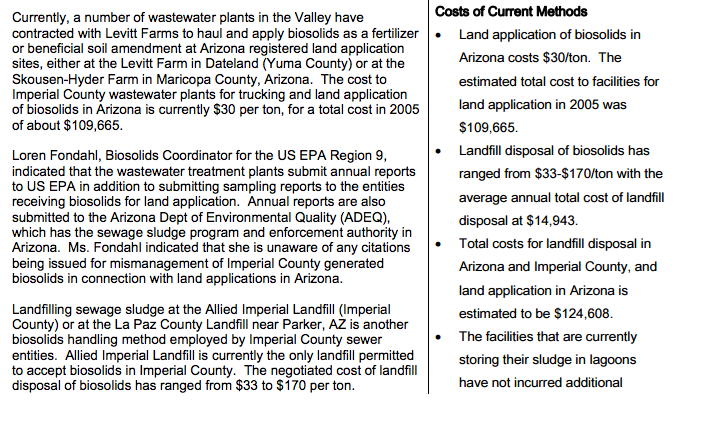 Currently, a number of wastewater plants in the Valley have
contracted with Levitt Farms to haul and apply biosolids as a fertilizer
or beneficial soil amendment at Arizona registered land application
sites, either at the Levitt Farm in Dateland (Yuma County) or at the
Skousen-Hyder Farm in Maricopa County, Arizona. The cost to
Imperial County wastewater plants for trucking and land application
of biosolids in Arizona is currently $30 per ton, for a total cost in 2005
of about $109,665.
Loren Fondahl, Biosolids Coordinator for the US EPA Region 9,
indicated that the wastewater treatment plants submit annual reports
to US EPA in addition to submitting sampling reports to the entities
receiving biosolids for land application. Annual reports are also
submitted to the Arizona Dept of Environmental Quality (ADEQ),
which has the sewage sludge program and enforcement authority in
Arizona. Ms. Fondahl indicated that she is unaware of any citations
being issued for mismanagement of Imperial County generated
biosolids in connection with land applications in Arizona.
Landfilling sewage sludge at the Allied Imperial Landfill (Imperial
County) or at the La Paz County Landfill near Parker, AZ is another
biosolids handling method employed by Imperial County sewer
entities. Allied Imperial Landfill is currently the only landfill permitted
to accept biosolids in Imperial County. The negotiated cost of landfill
disposal of biosolids has ranged from $33 to $170 per ton.
Costs of Current Methods
• Land application of biosolids in
Arizona costs $30/ton. The
estimated total cost to facilities for
land application in 2005 was
$109,665.
• Landfill disposal of biosolids has
ranged from $33-$170/ton with the
average annual total cost of landfill
disposal at $14,943.
• Total costs for landfill disposal in
Arizona and Imperial County, and
land application in Arizona is
estimated to be $124,608.
• The facilities that are currently
storing their sludge in lagoons
have not incurred additional